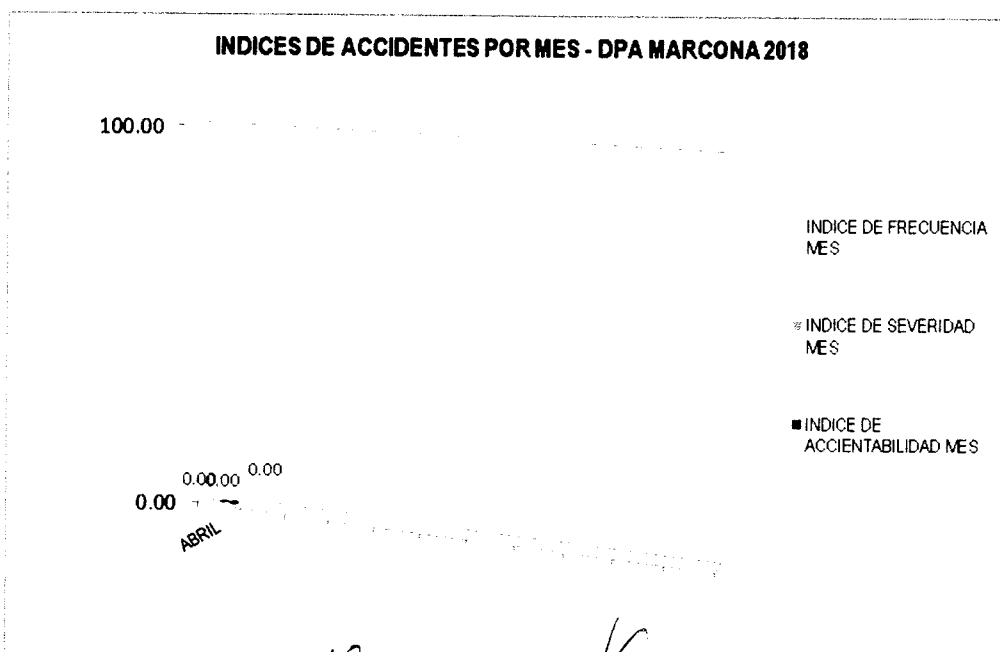 INDICES DE ACCIDENTES POR MES - DPA MARCONA 2018
100.00
INDICE DE FRECUENCIA
MES
INDICE DE SEVERIDAD
MES
INDICE DE
ACCIENTABILIDAD MES
0.00 0.00 0.00
0.00
ABRIL